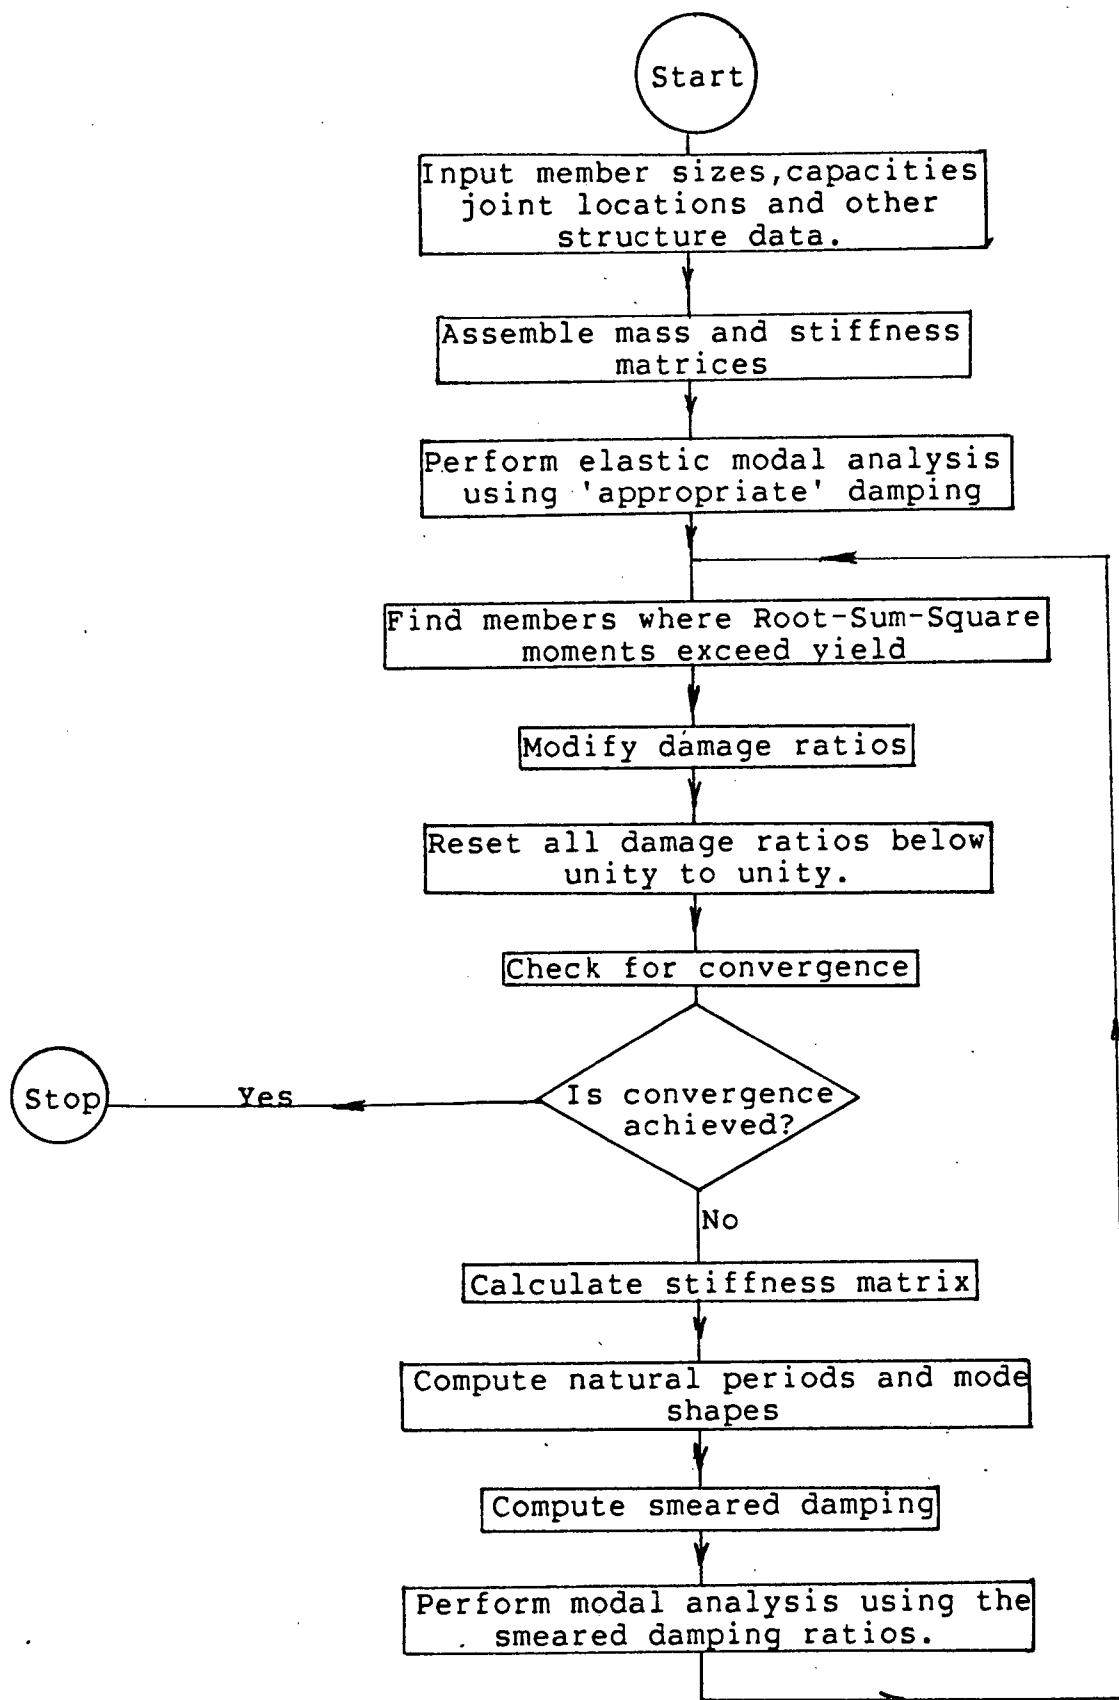 Start
Input member sizes,capacities
joint locations and other
structure data.
Assemble mass and stiffness
matrices
Perform elastic modal analysis
using 'appropriate' damping
Find members where Root-Sum-Square
moments exceed yield
Modify damage ratios
Reset all damage ratios below
unity to unity.
Check for convergence
Is convergence
achieved?
Yes
Stop
No
Calculate stiffness matrix
Compute natural periods and mode
shapes
Compute smeared damping
Perform modal analysis using the
smeared damping ratios.